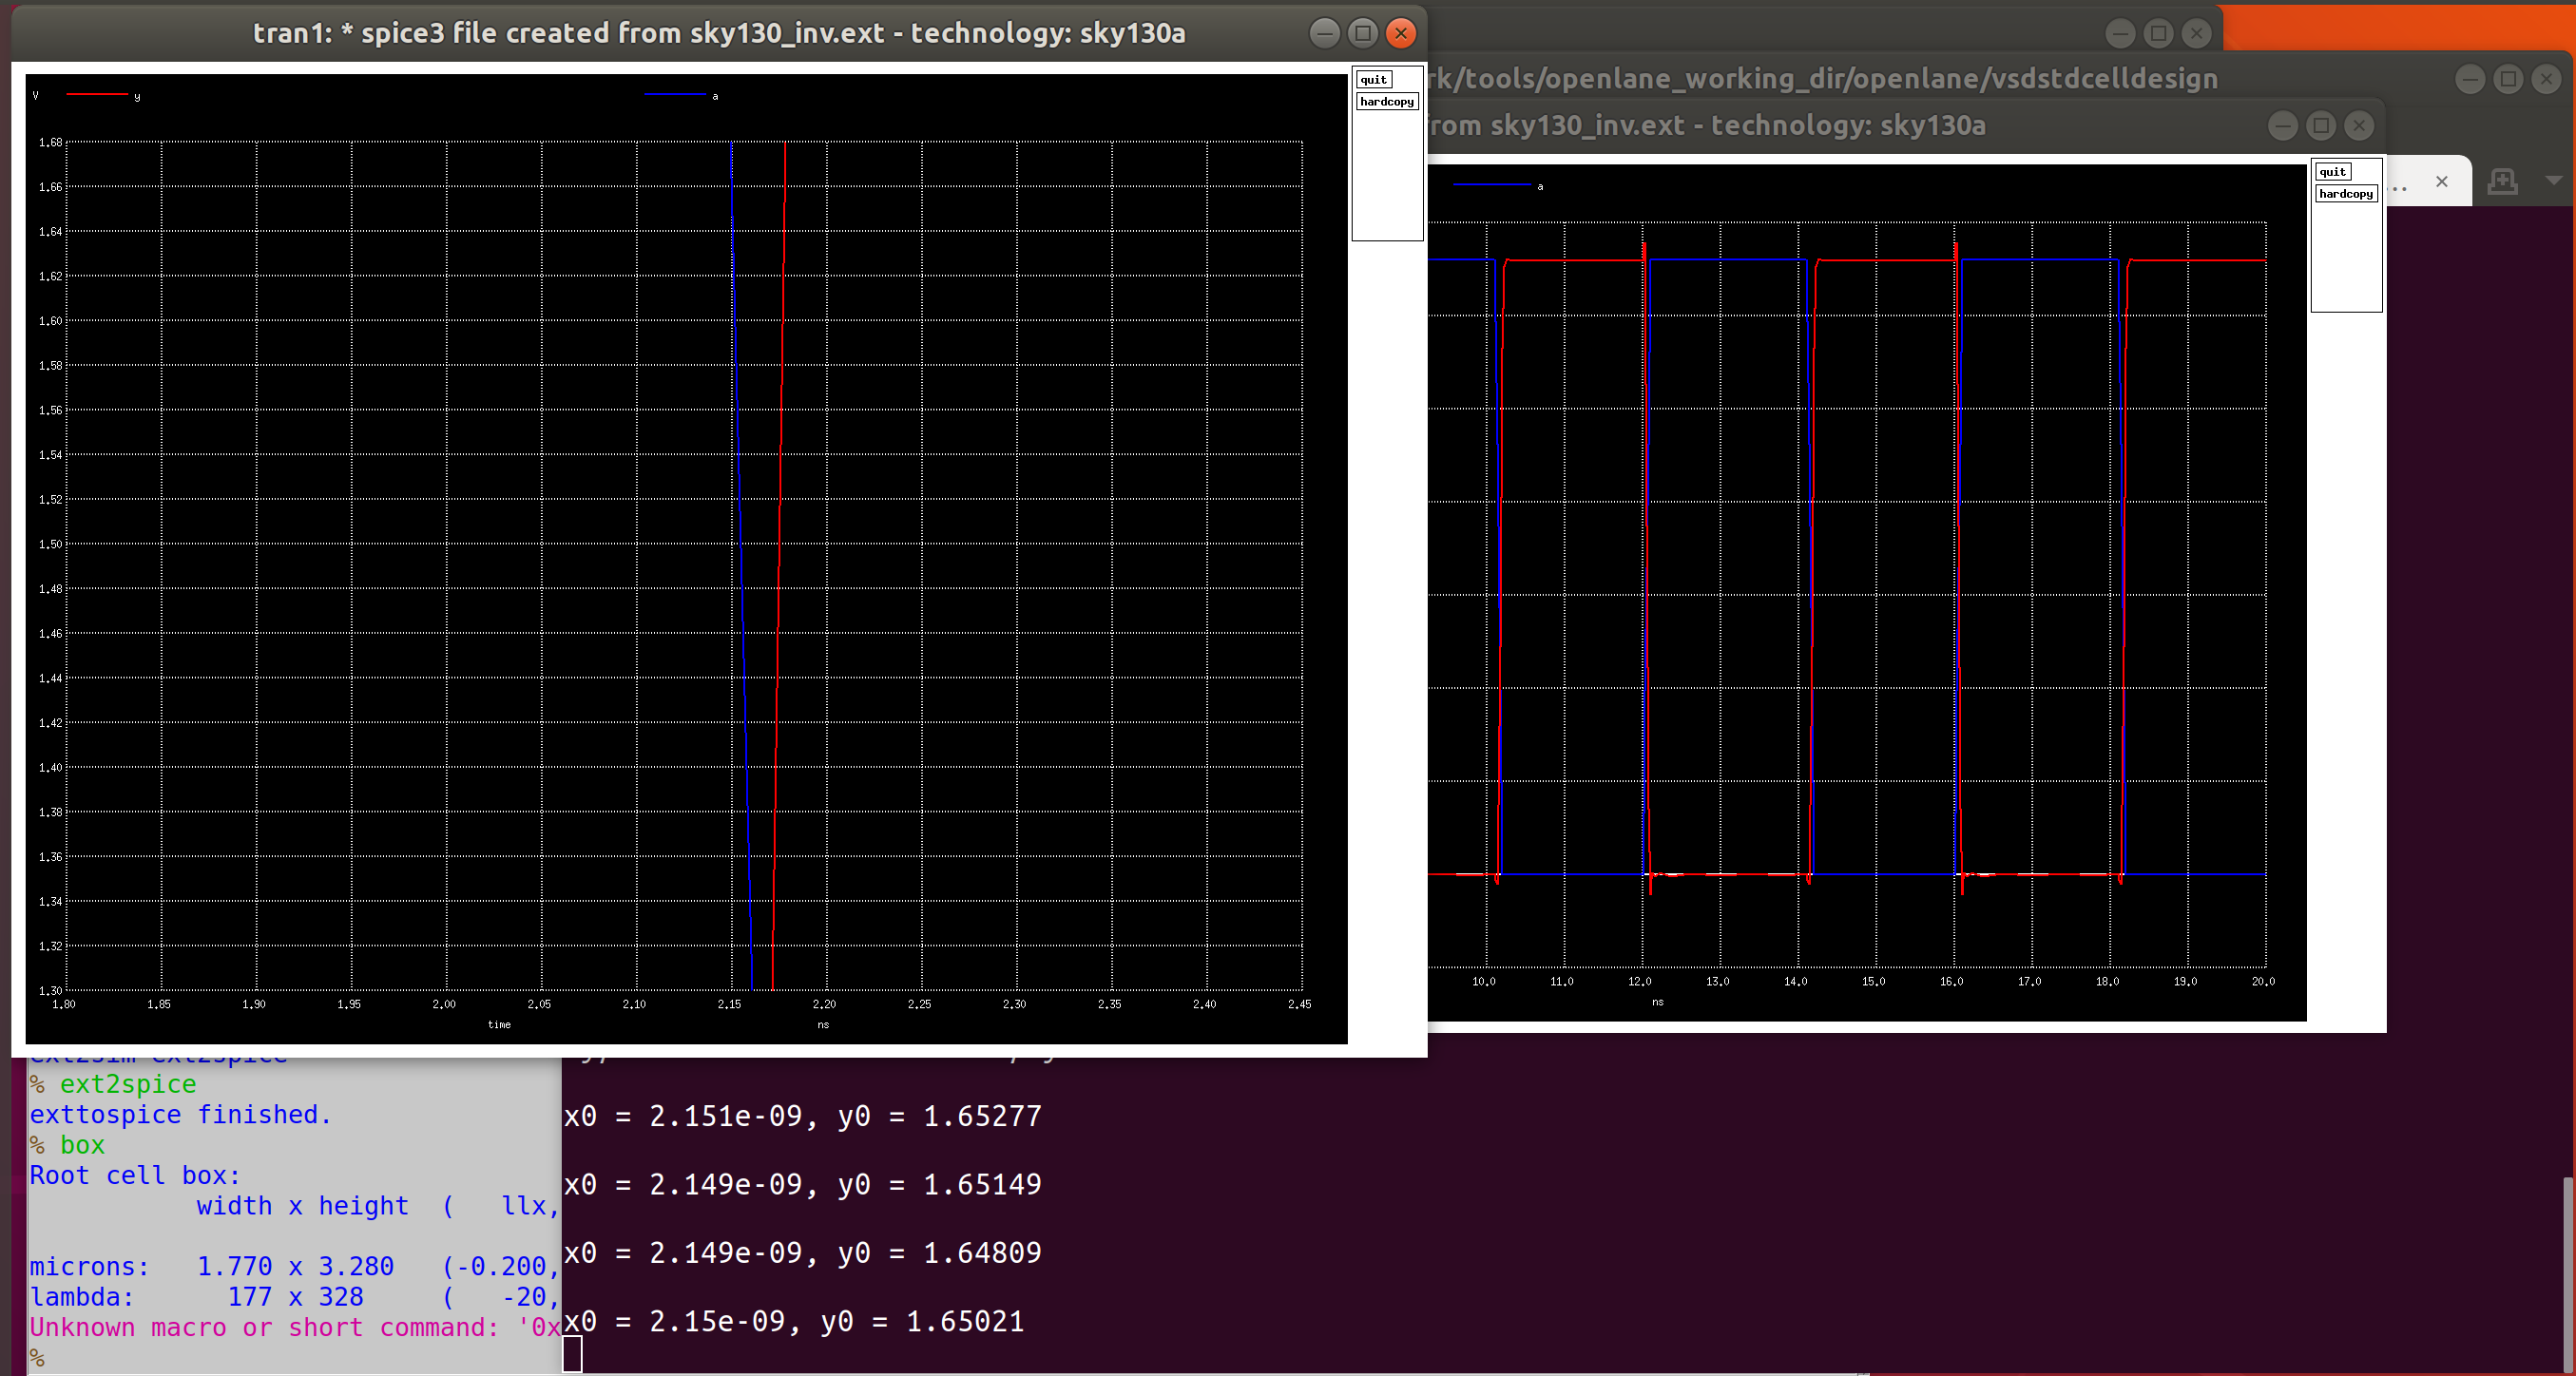 tran1: * spice3 file created from sky130_inv.ext - technology: sky130a
quit
hardcopy
V
y
a
1.68
1.66
1.64
1.62
1.60
1.58
1.56
1.54
1.52
1.50
1.48
1.46
1.44
1.42
1.40
1.38
1.36
1.34
1.32
1.30
1.80 1.85 1.90 1.95 2.00 2.05 2.10 2.15 2.20 2.25 2.30 2.35 2.40 2.45
time ns
rk/tools/openlane_working_dir/openlane/vsdstdcelldesign
from sky130_inv.ext - technology: sky130a
...
quit
hardcopy
a
10.0 11.0 12.0 13.0 14.0 15.0 16.0 17.0 18.0 19.0 20.0
ns
ext2sim ext2spice
% ext2spice
exttospice finished.
% box
Root cell box:
width x height ( llx,
microns: 1.770 x 3.280 (-0.200,
lambda: 177 x 328 ( -20,
Unknown macro or short command: '0x
%
x0 = 2.151e-09, y0 = 1.65277
x0 = 2.149e-09, y0 = 1.65149
x0 = 2.149e-09, y0 = 1.64809
x0 = 2.15e-09, y0 = 1.65021